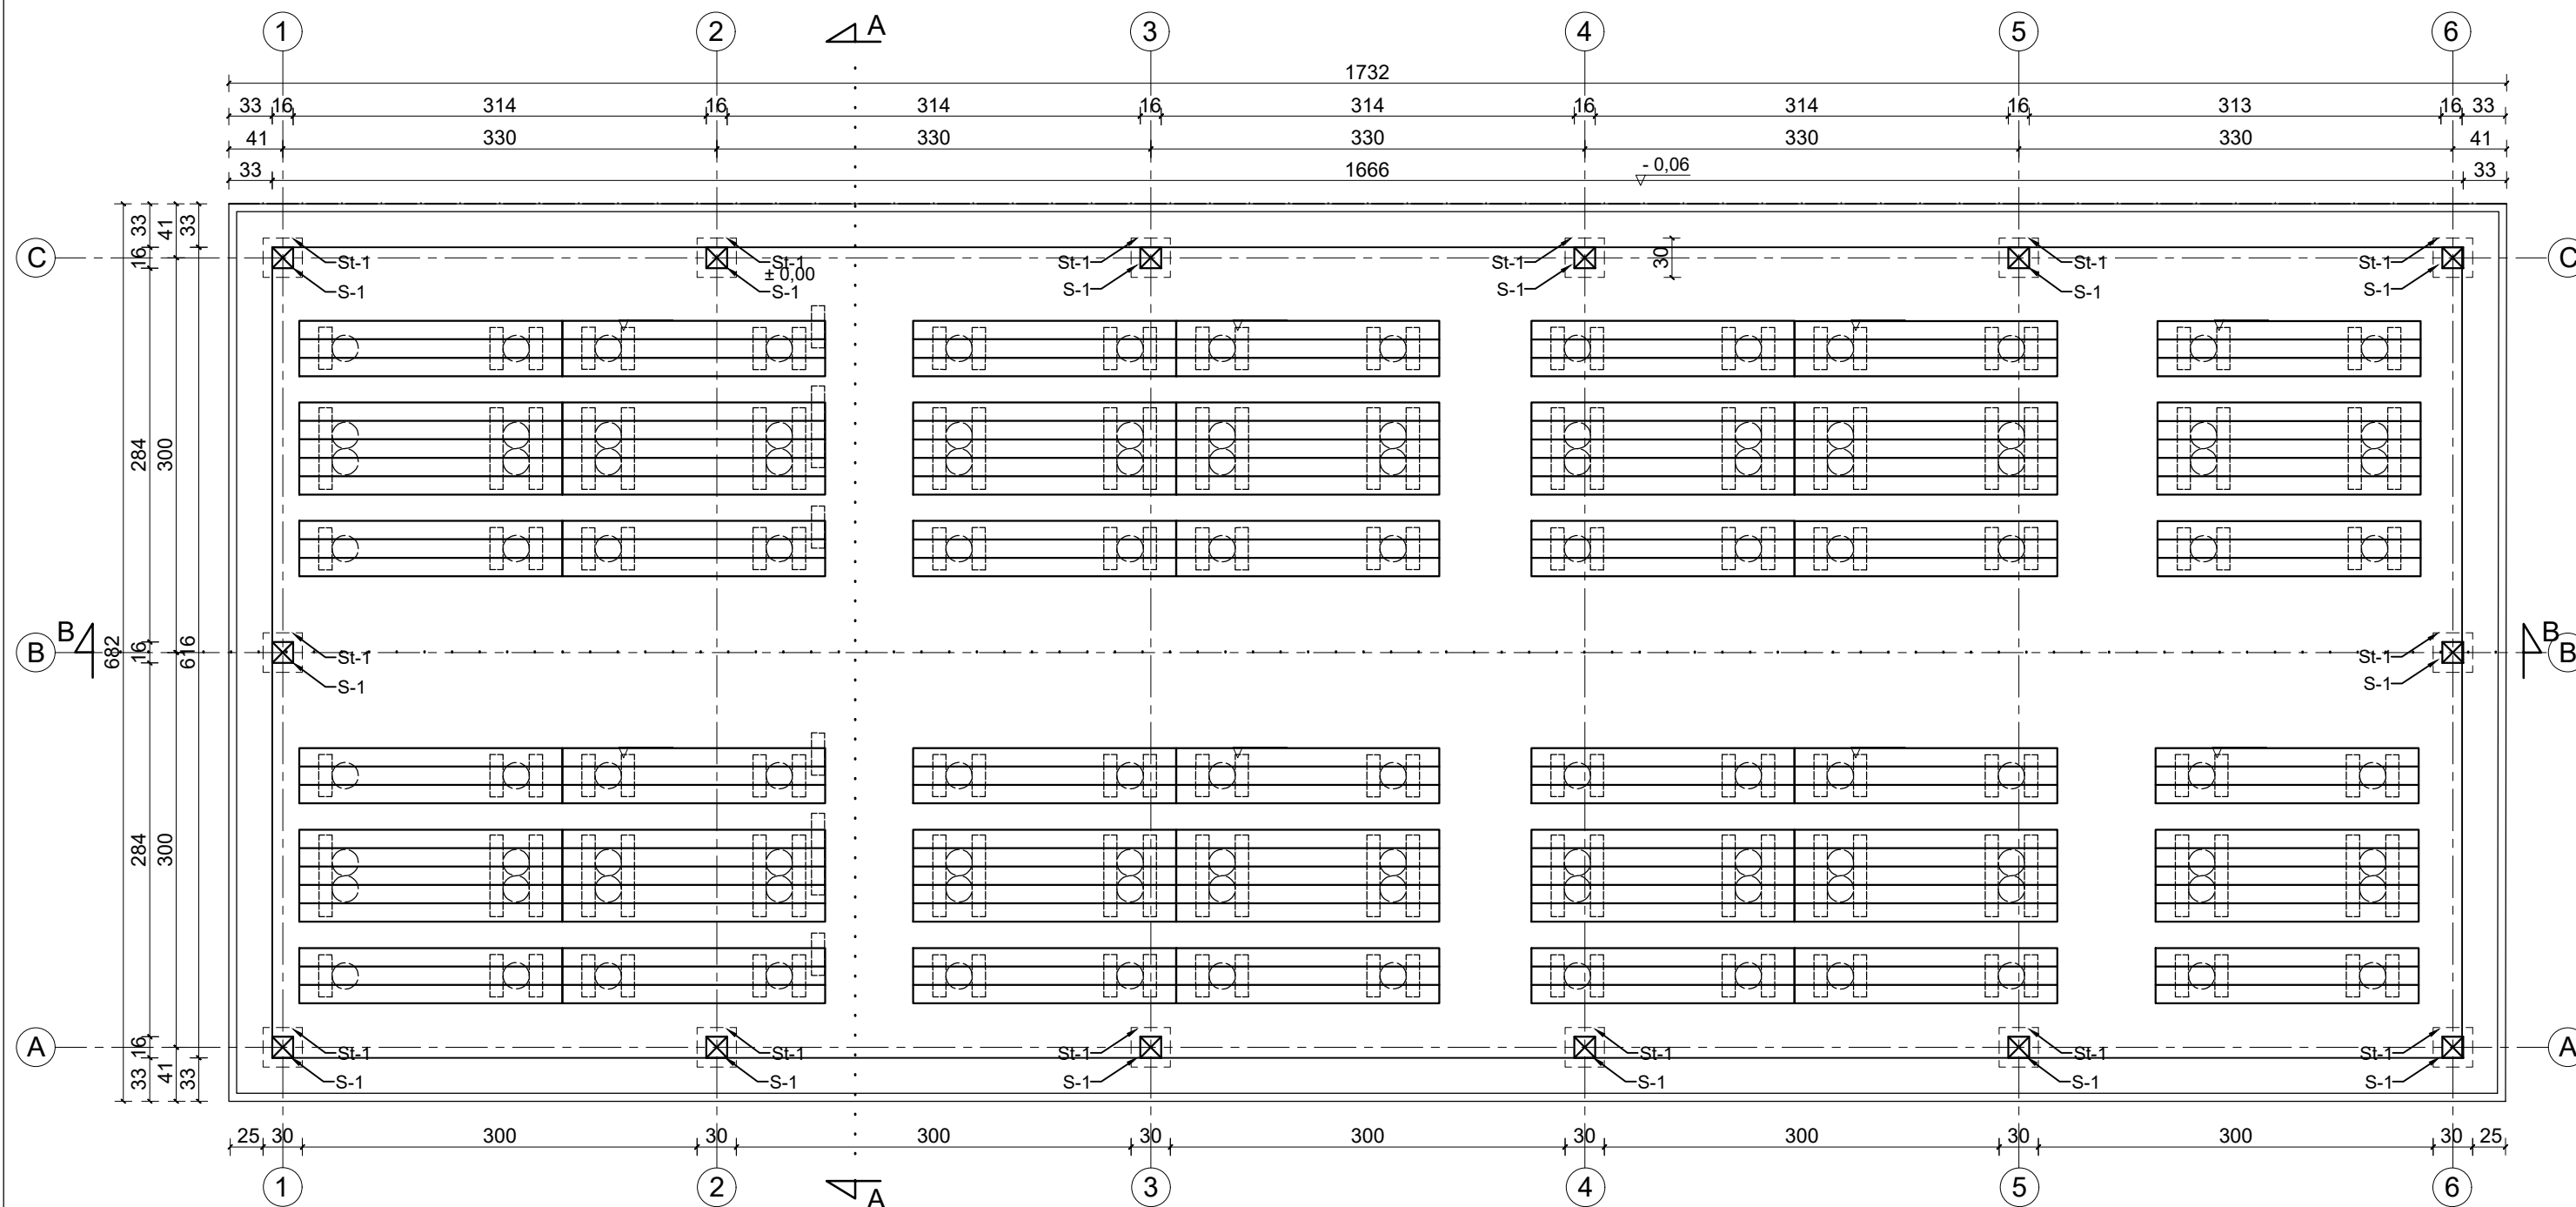 1 2 A 3 4 5 6
1732
33 16 314 16 314 16 314 16 314 16 313 16 33
41 330 330 330 330 330 41
33 1666 - 0,06 33
33 41 33
C 16 St-1 St-1 St-1 St-1 30 St-1 St-1 C
± 0,00
S-1 S-1 S-1 S-1 S-1 S-1
284 300
B B 682 16 616 St-1 St-1 B B
S-1 S-1
284 300
A 16 St-1 St-1 St-1 St-1 St-1 St-1 A
33 41 33 S-1 S-1 S-1 S-1 S-1 S-1
25 30 300 30 300 30 300 30 300 30 300 30 25
1 2 A 3 4 5 6